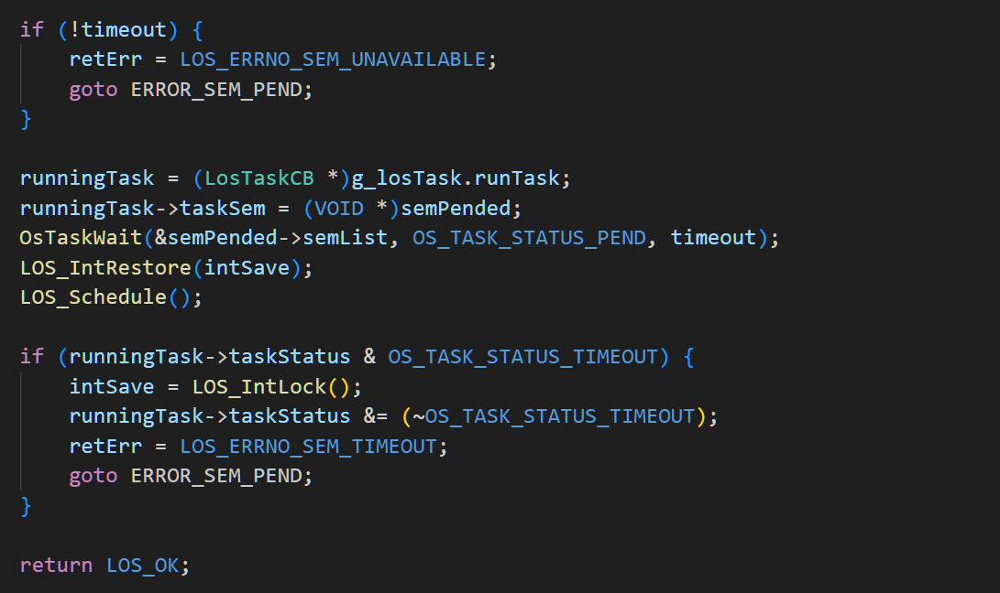 if (!timeout) {
    retErr = LOS_ERRNO_SEM_UNAVAILABLE;
    goto ERROR_SEM_PEND;
}

runningTask = (LosTaskCB *)g_losTask.runTask;
runningTask->taskSem = (VOID *)semPended;
OsTaskWait(&semPended->semList, OS_TASK_STATUS_PEND, timeout);
LOS_IntRestore(intSave);
LOS_Schedule();

if (runningTask->taskStatus & OS_TASK_STATUS_TIMEOUT) {
    intSave = LOS_IntLock();
    runningTask->taskStatus &= (~OS_TASK_STATUS_TIMEOUT);
    retErr = LOS_ERRNO_SEM_TIMEOUT;
    goto ERROR_SEM_PEND;
}

return LOS_OK;